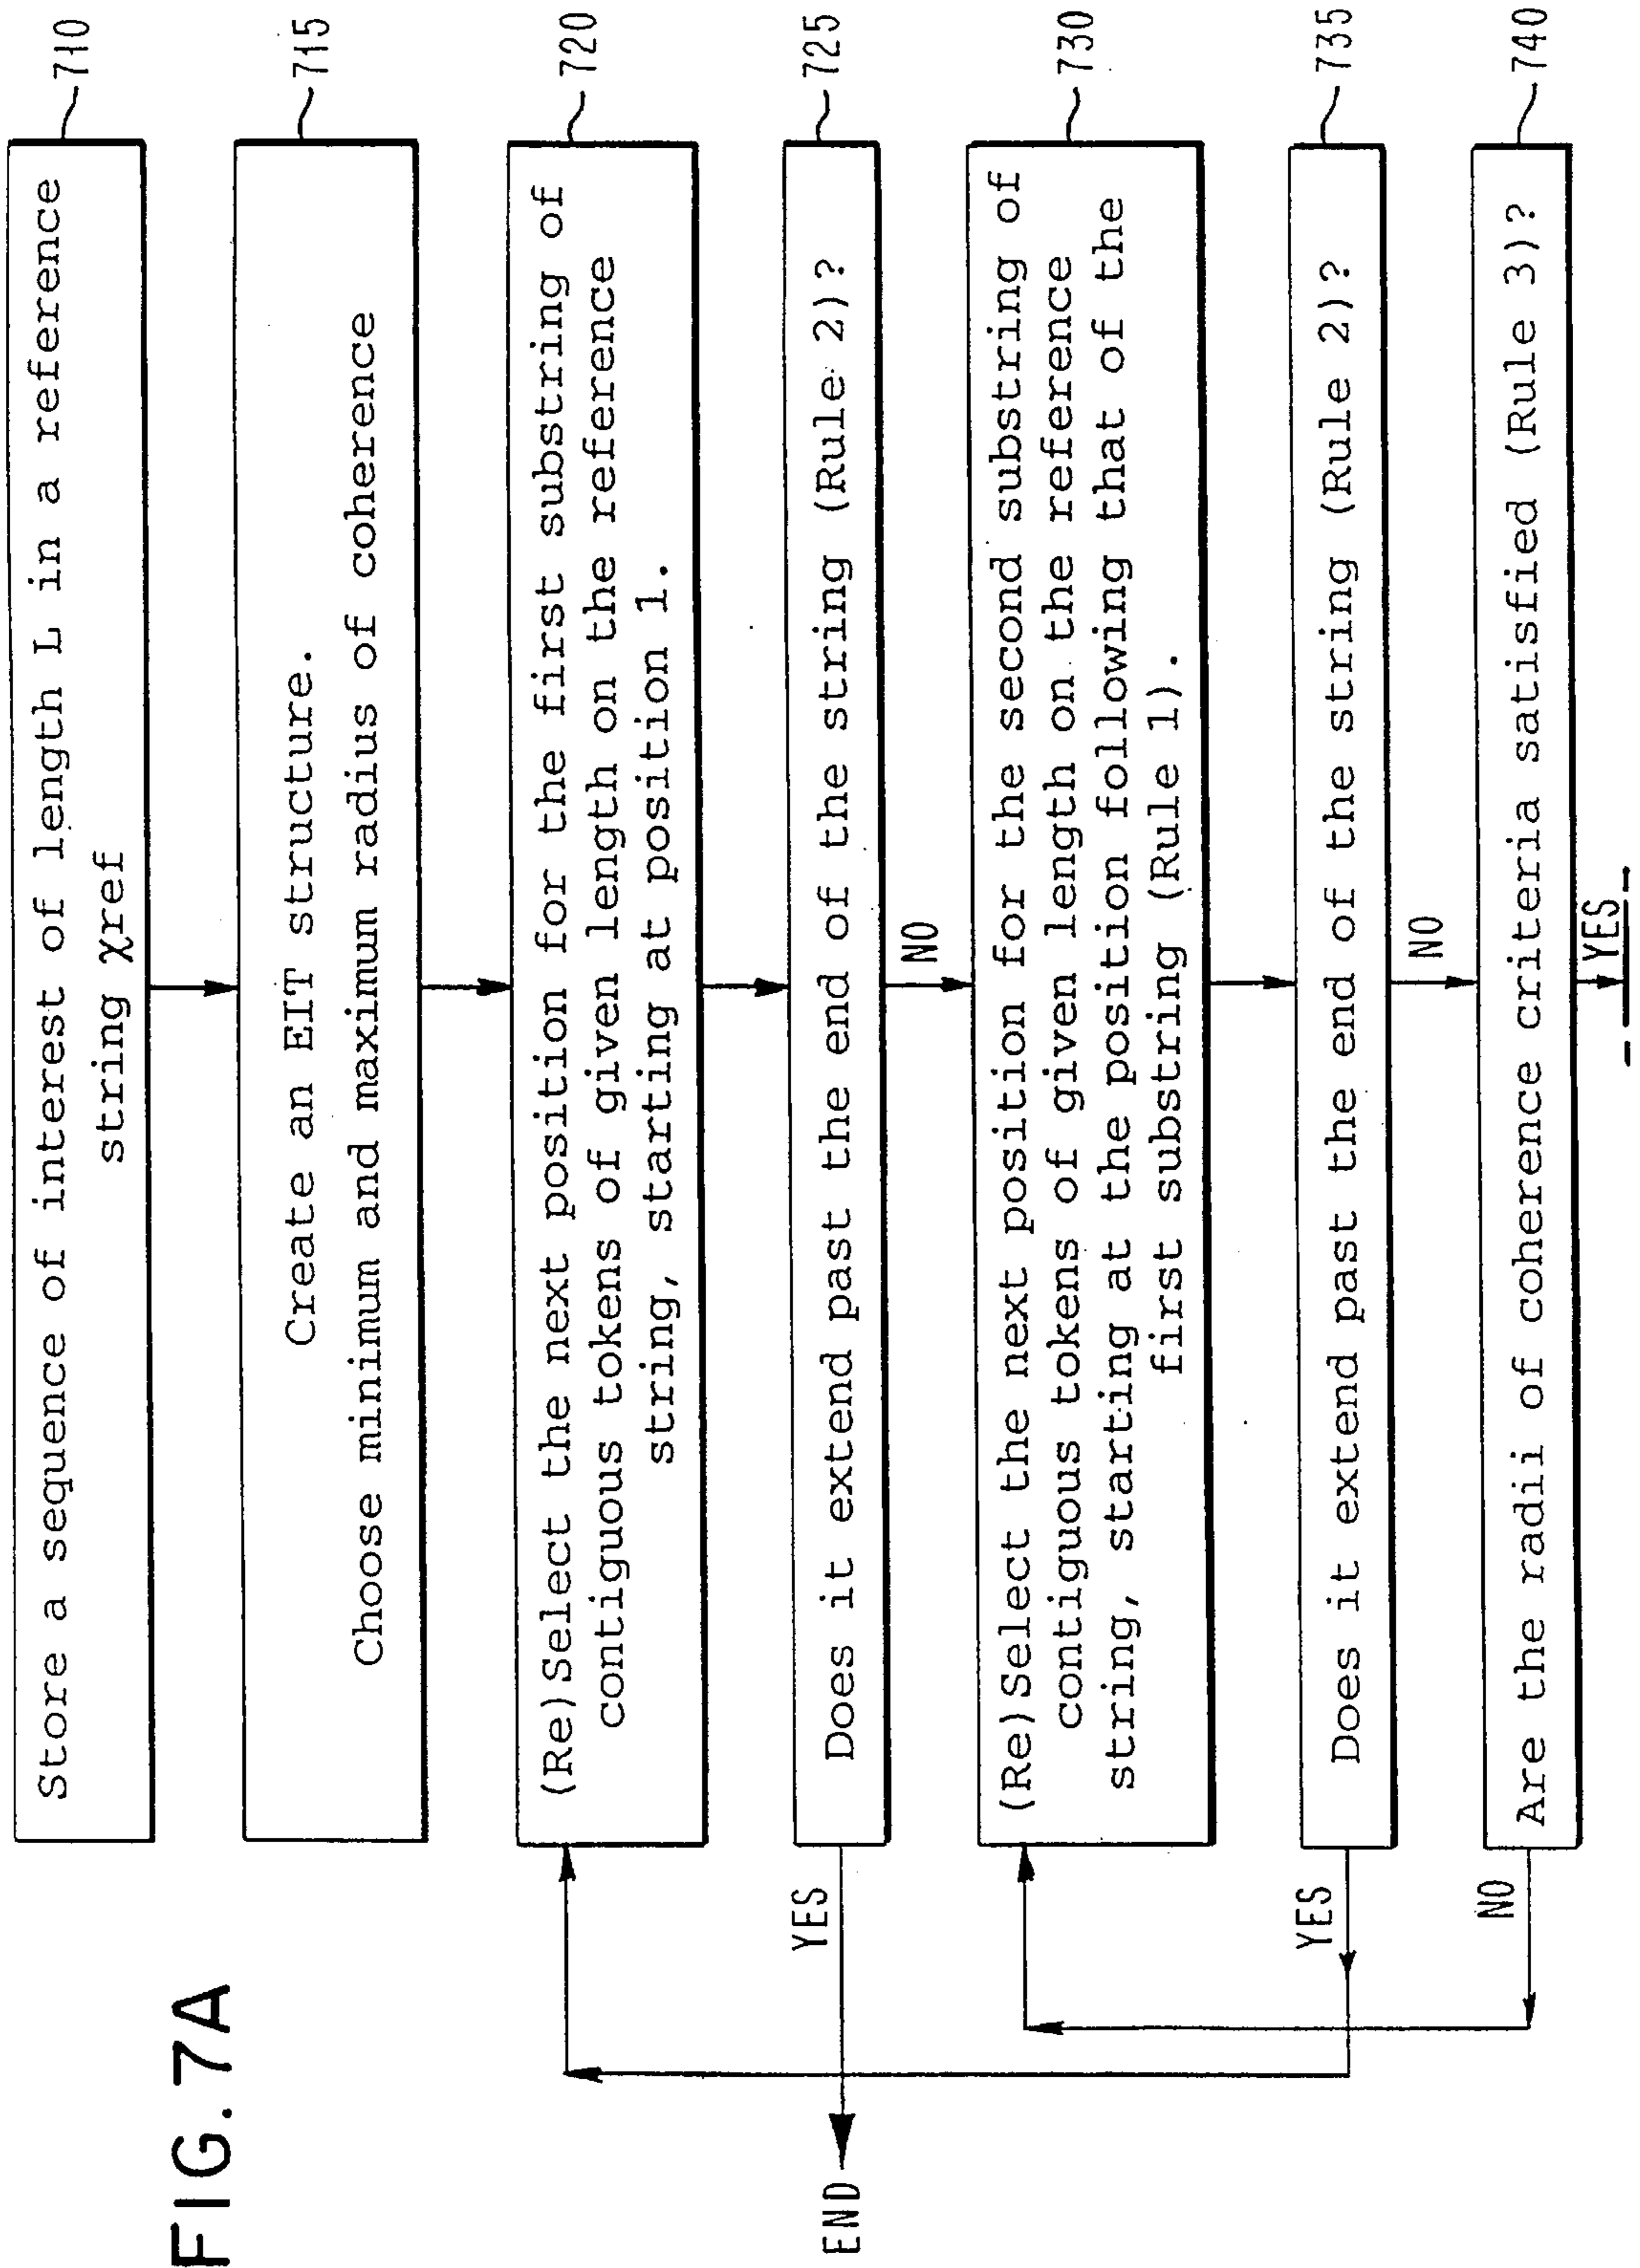 FIG. 7A
Store a sequence of interest of length L in a reference
string χref
710
Create an EIT structure.
Choose minimum and maximum radius of coherence
715
(Re)Select the next position for the first substring of
contiguous tokens of given length on the reference
string, starting at position 1.
720
Does it extend past the end of the string (Rule 2)?
725
YES
END
NO
(Re)Select the next position for the second substring of
contiguous tokens of given length on the reference
string, starting at the position following that of the
first substring (Rule 1).
730
Does it extend past the end of the string (Rule 2)?
735
YES
NO
Are the radii of coherence criteria satisfied (Rule 3)?
740
NO
YES